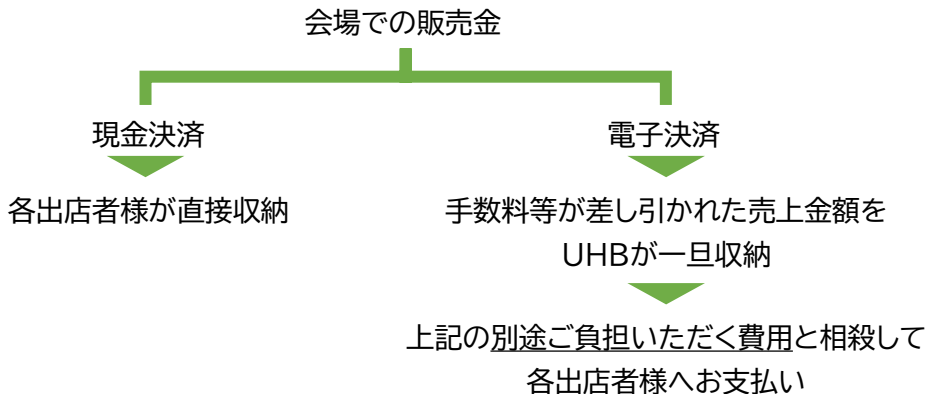 会場での販売金
現金決済
各出店者様が直接収納
電子決済
手数料等が差し引かれた売上金額を
UHBが一旦収納
上記の別途ご負担いただく費用と相殺して
各出店者様へお支払い